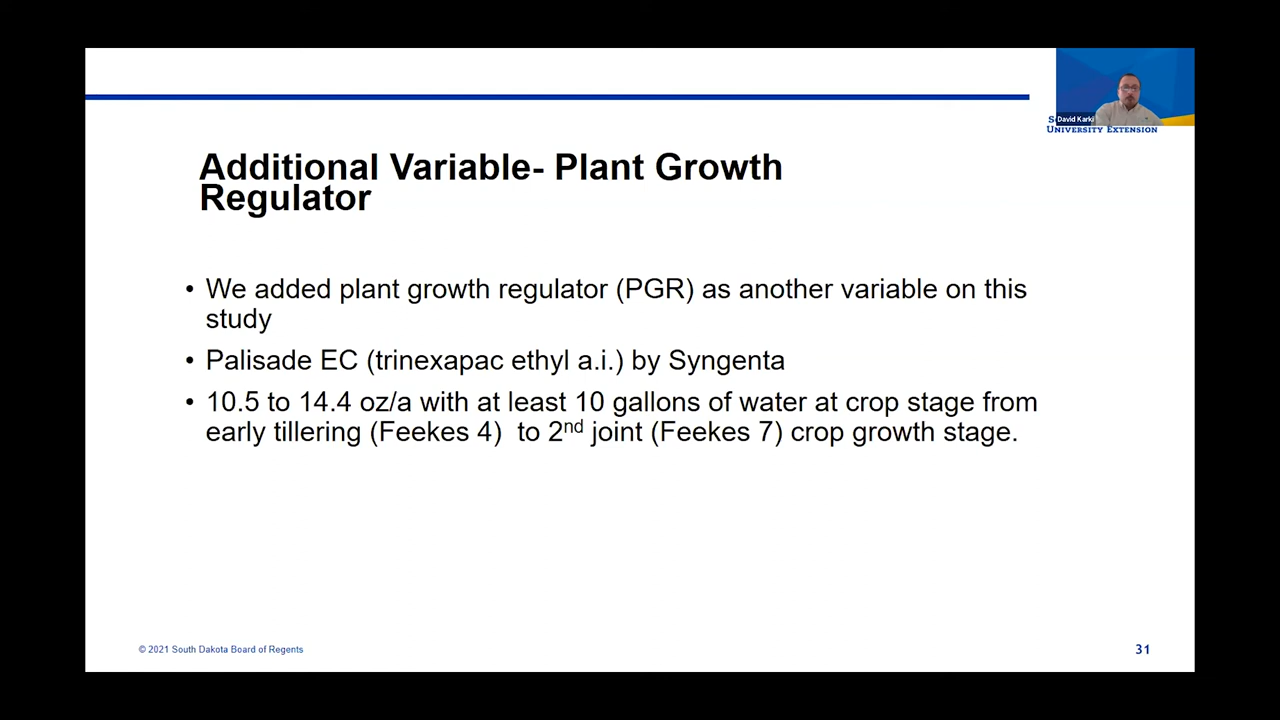 David Karki
UNIVERSITY EXTENSION
Additional Variable- Plant Growth
Regulator
• We added plant growth regulator (PGR) as another variable on this
study
• Palisade EC (trinexapac ethyl a.i.) by Syngenta
• 10.5 to 14.4 oz/a with at least 10 gallons of water at crop stage from
early tillering (Feekes 4) to 2nd joint (Feekes 7) crop growth stage.
© 2021 South Dakota Board of Regents
31